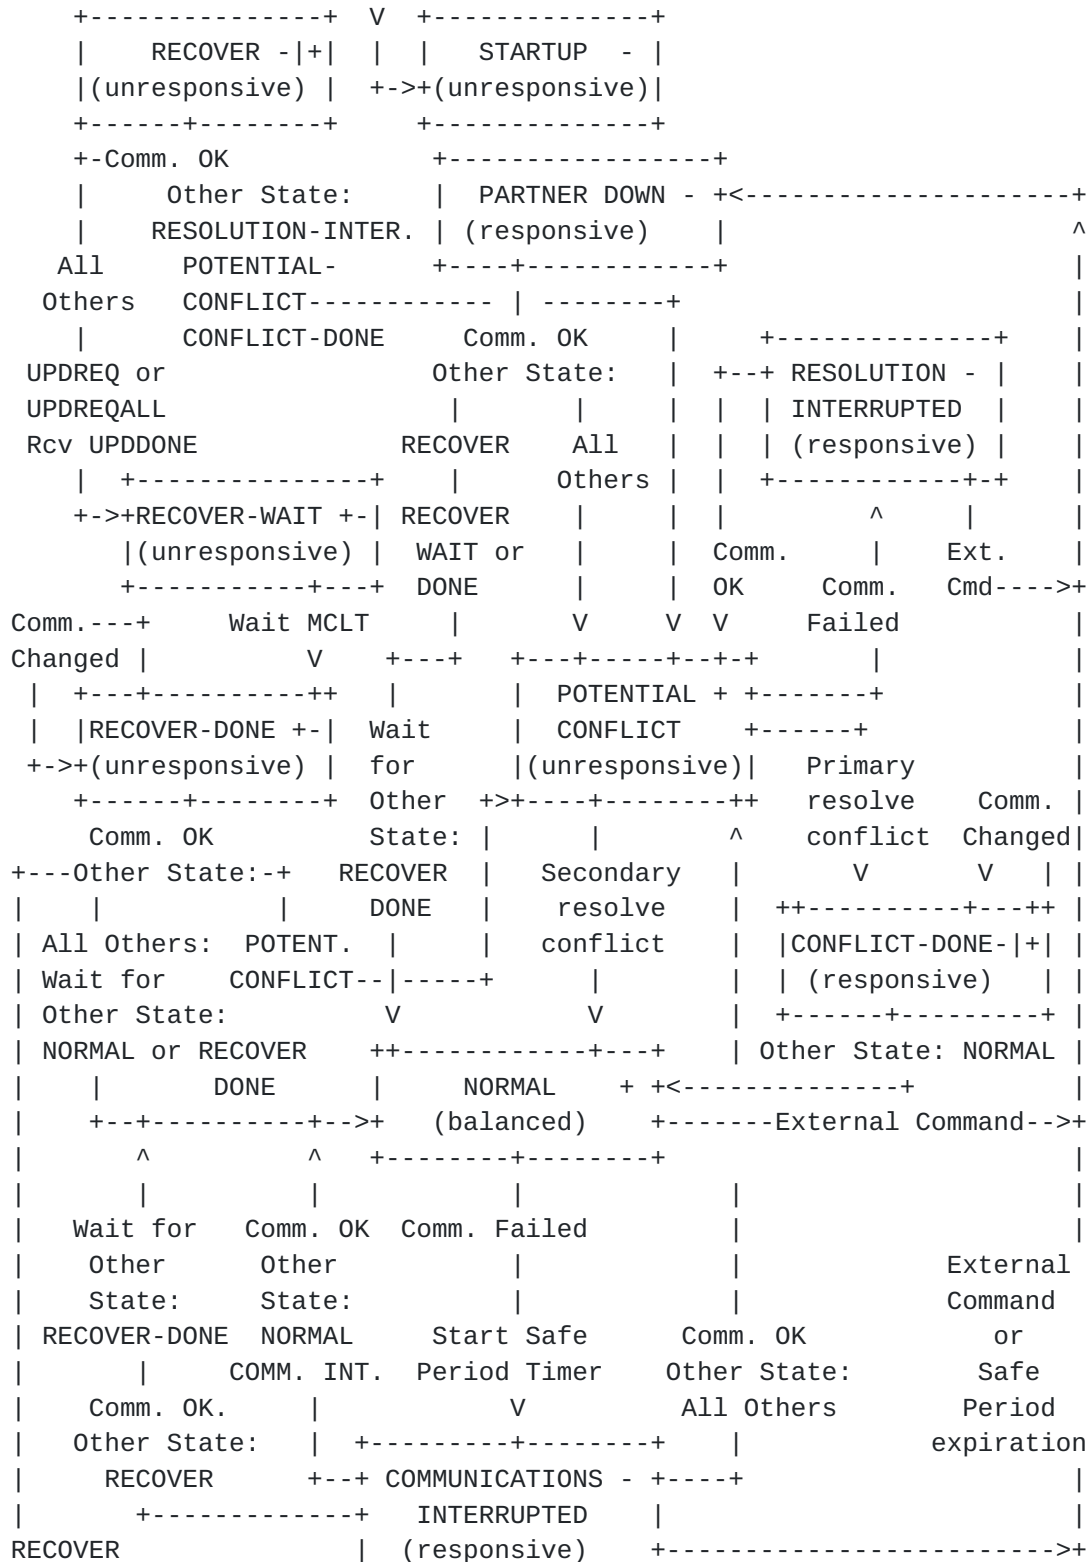 +---------------+  V  +--------------+
    |    RECOVER -|+|  |  |   STARTUP  - |
    |(unresponsive) |  +->+(unresponsive)|
    +------+--------+     +--------------+
    +-Comm. OK             +-----------------+
    |     Other State:     |  PARTNER DOWN - +<----------------------+
    |    RESOLUTION-INTER. | (responsive)    |                       ^
   All     POTENTIAL-      +----+------------+                       |
  Others   CONFLICT------------ | --------+                          |
    |      CONFLICT-DONE     Comm. OK     |     +--------------+     |
 UPDREQ or                 Other State:   |  +--+ RESOLUTION - |     |
 UPDREQALL                  |       |     |  |  | INTERRUPTED  |     |
 Rcv UPDDONE             RECOVER    All   |  |  | (responsive) |     |
    |  +---------------+    |      Others |  |  +------------+-+     |
    +->+RECOVER-WAIT +-| RECOVER    |     |  |         ^     |       |
       |(unresponsive) |  WAIT or   |     | Comm.      |    Ext.     |
       +-----------+---+  DONE      |     | OK     Comm.   Cmd---->+
Comm.---+     Wait MCLT     |       V     V  V     Failed           |
Changed |          V    +---+   +---+-----+--+-+       |            |
 |  +---+----------++   |       |  POTENTIAL + +-------+            |
 |  |RECOVER-DONE +-|  Wait     |  CONFLICT    +------+             |
 +->+(unresponsive) |  for      |(unresponsive)|   Primary          |
    +------+--------+  Other  +>+----+--------++   resolve    Comm. |
     Comm. OK          State: |      |        ^    conflict  Changed|
+---Other State:-+   RECOVER  |   Secondary   |       V       V   | |
|    |           |     DONE   |    resolve    |  ++----------+---++ |
| All Others:  POTENT.  |     |   conflict    |  |CONFLICT-DONE-|+| |
| Wait for    CONFLICT--|-----+      |        |  | (responsive)   | |
| Other State:          V            V        |  +------+---------+ |
| NORMAL or RECOVER    ++------------+---+    | Other State: NORMAL |
|    |       DONE      |     NORMAL    + +<--------------+          |
|    +--+----------+-->+   (balanced)    +-------External Command-->+
|       ^          ^   +--------+--------+                          |
|       |          |            |             |                     |
|   Wait for   Comm. OK  Comm. Failed         |                     |
|    Other      Other           |             |             External
|    State:     State:          |             |             Command
| RECOVER-DONE  NORMAL     Start Safe      Comm. OK            or
|       |     COMM. INT.  Period Timer    Other State:        Safe
|    Comm. OK.     |            V          All Others        Period
|   Other State:   |  +---------+--------+    |            expiration
|     RECOVER      +--+ COMMUNICATIONS - +----+                     |
|       +-------------+   INTERRUPTED    |                          |
RECOVER               |  (responsive)    +-------------------------->+